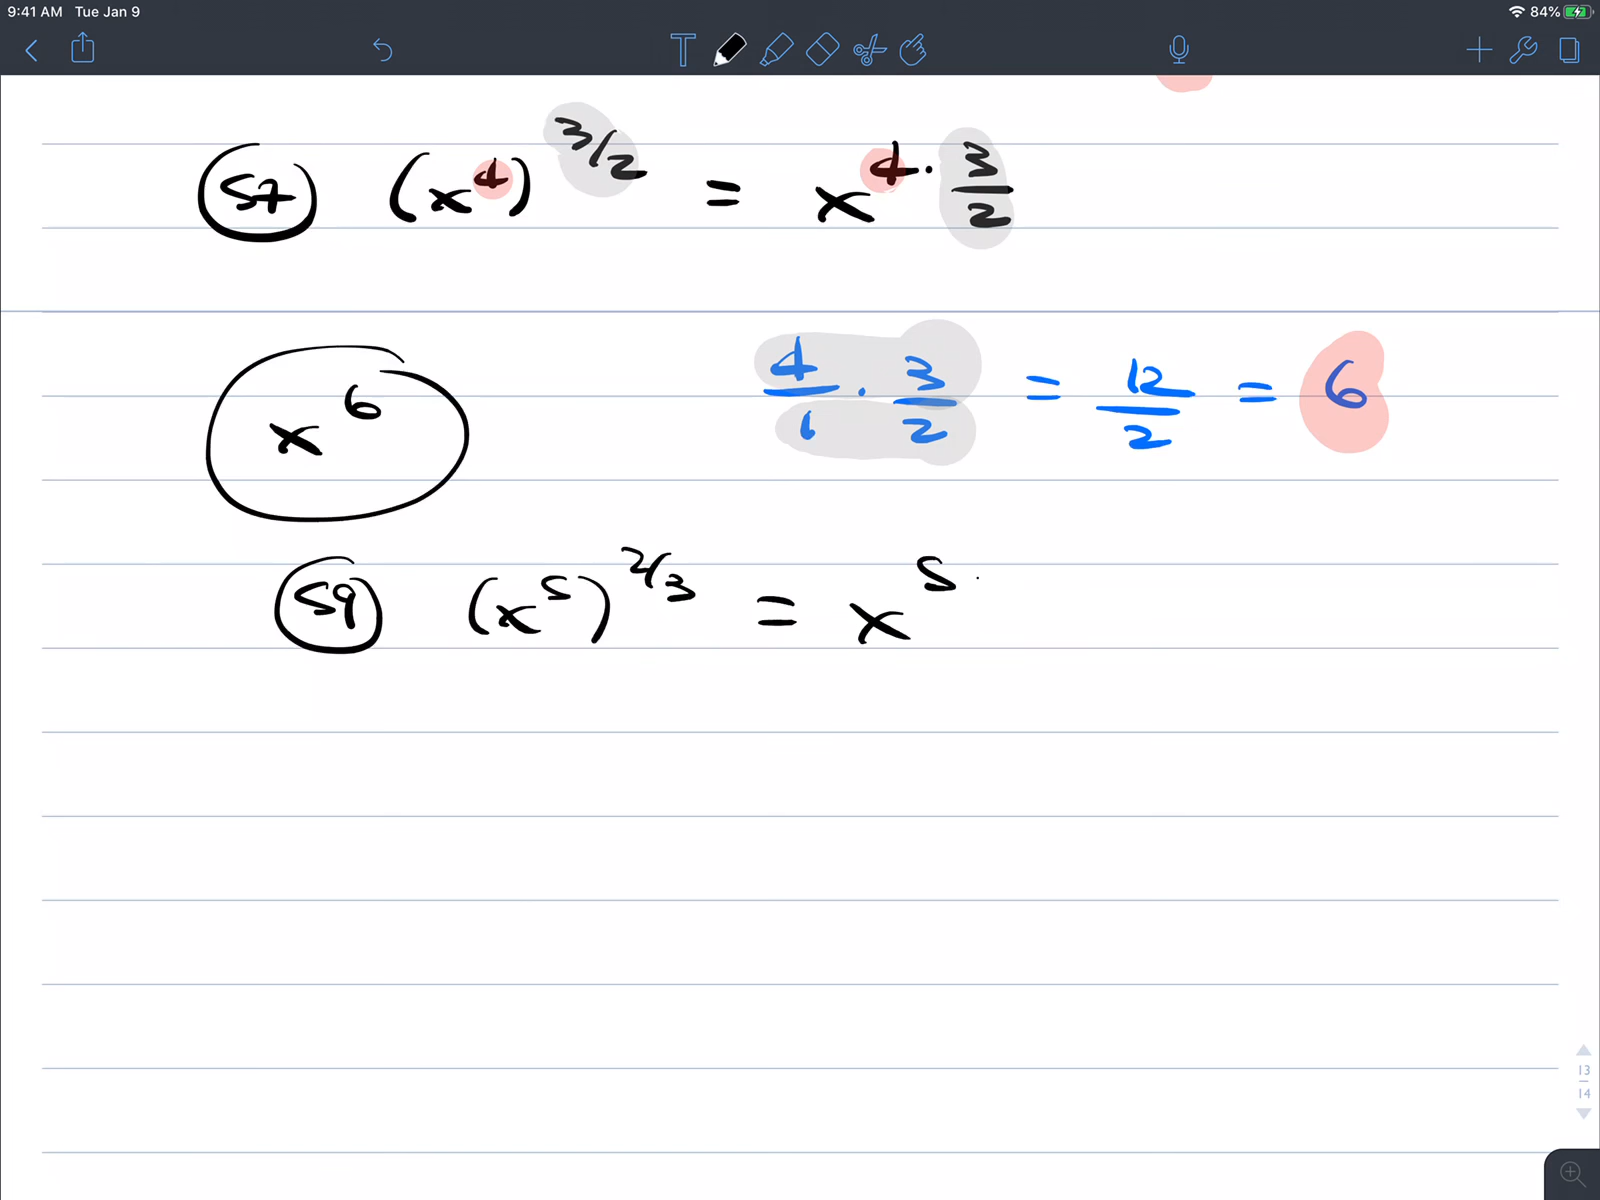 9:41 AM Tue Jan 9 84%
T
57 (x^4)^3/2 = x^4 · 3/2
x^6 4/1 · 3/2 = 12/2 = 6
59 (x^5)^2/3 = x^5 ·
13
14